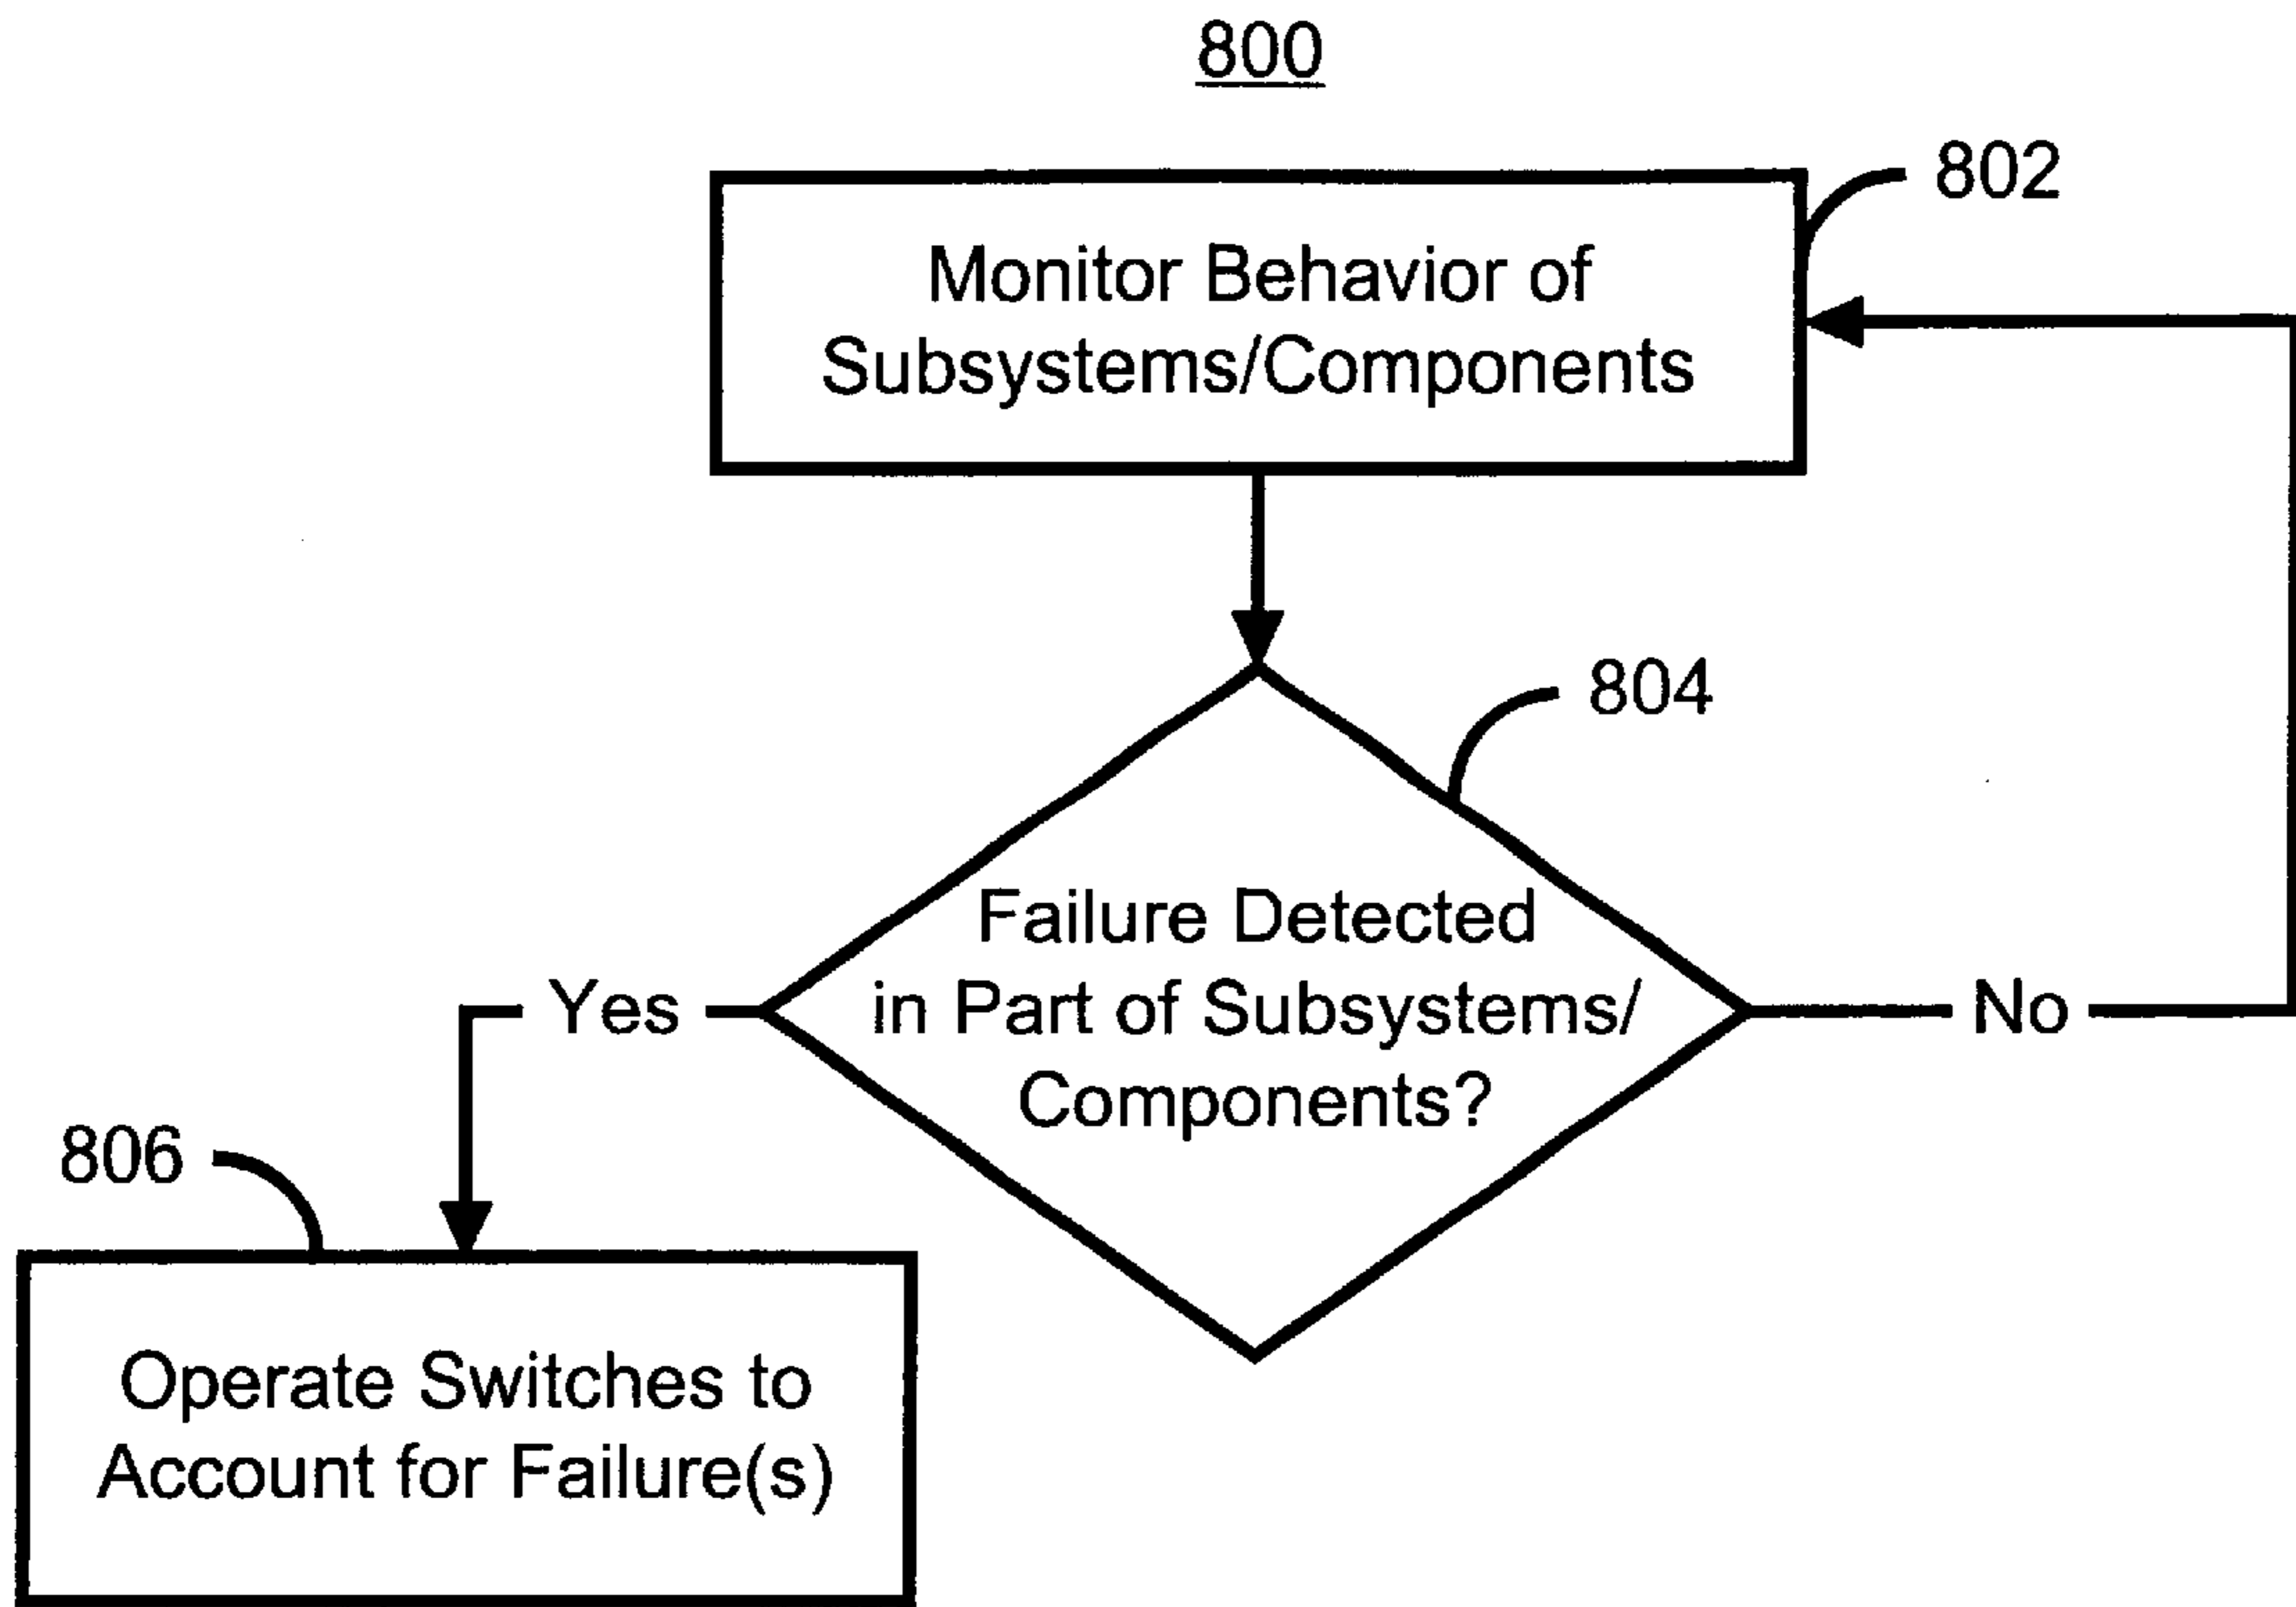 800
802
Monitor Behavior of
Subsystems/Components
804
Failure Detected
in Part of Subsystems/
Components?
Yes
No
806
Operate Switches to
Account for Failure(s)